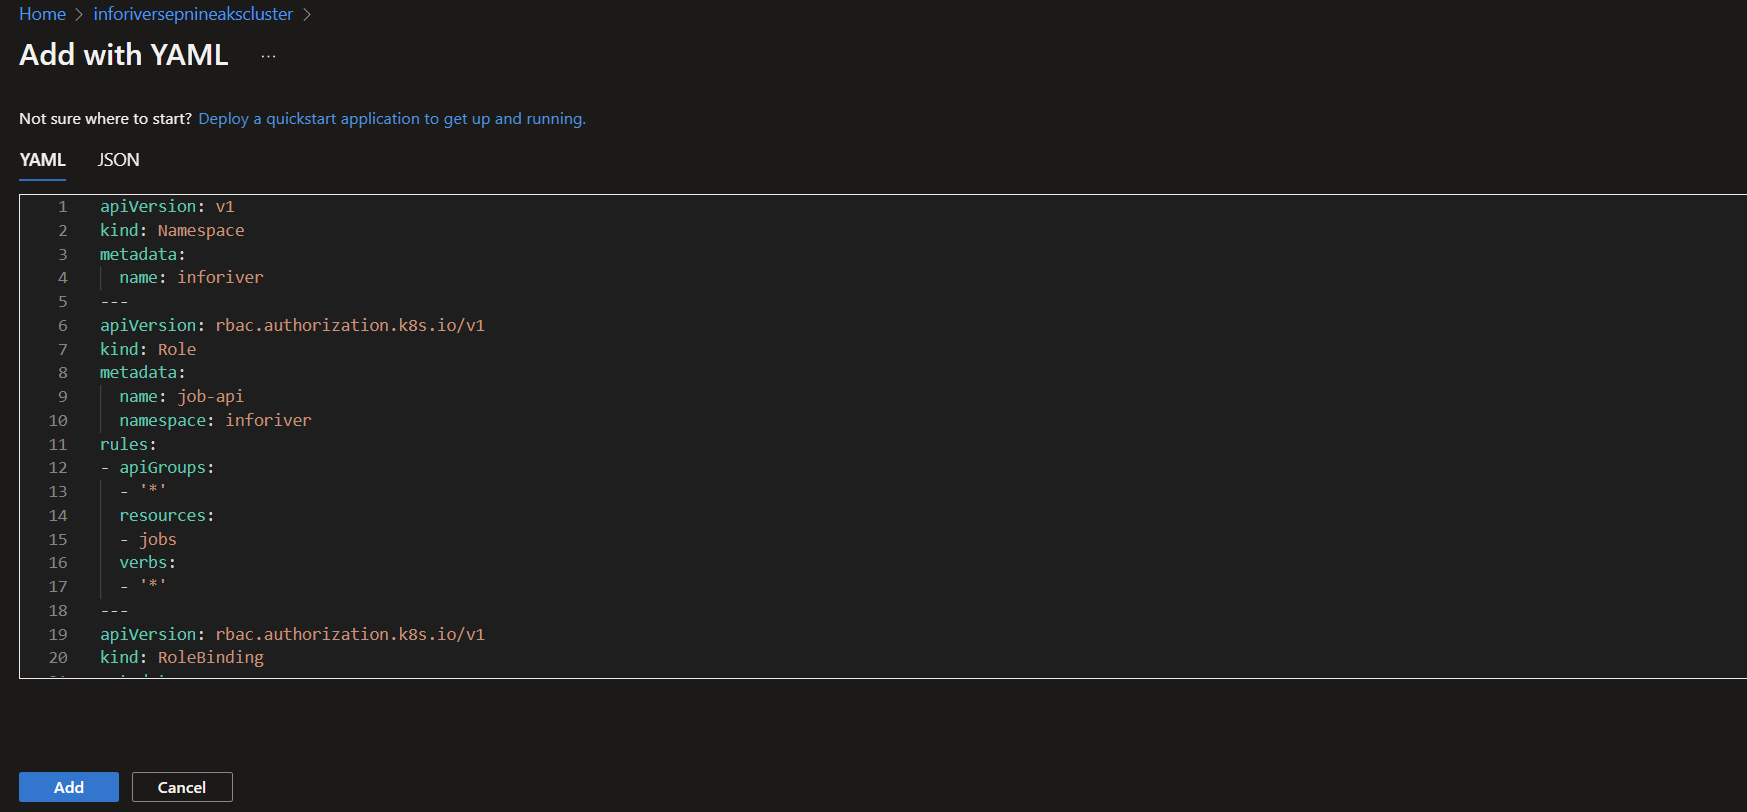 Home > inforiversepnineakscluster >
Add with YAML ...
Not sure where to start? Deploy a quickstart application to get up and running.
YAML JSON
1 apiVersion: v1
2 kind: Namespace
3 metadata:
4 name: inforiver
5 ---
6 apiVersion: rbac.authorization.k8s.io/v1
7 kind: Role
8 metadata:
9 name: job-api
10 namespace: inforiver
11 rules:
12 - apiGroups:
13 - '*'
14 resources:
15 - jobs
16 verbs:
17 - '*'
18 ---
19 apiVersion: rbac.authorization.k8s.io/v1
20 kind: RoleBinding
Add Cancel